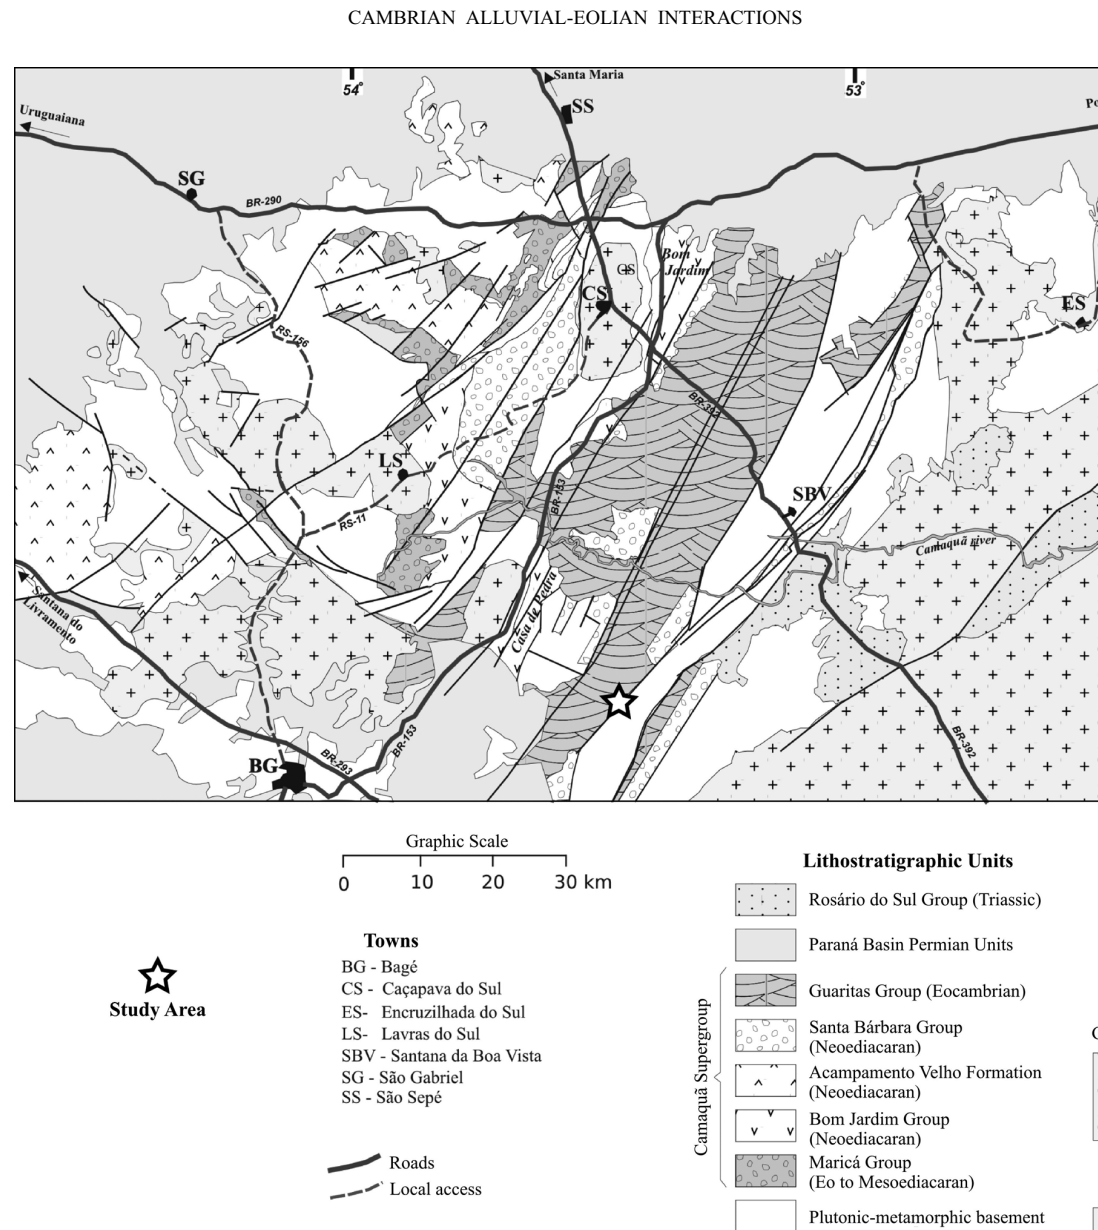 CAMBRIAN ALLUVIAL-EOLIAN INTERACTIONS
54°
53°
Santa Maria
SS
Uruguaiana
SG
BR-290
Bom
Jardim
CS
CS
ES
RS-156
BR-392
LS
SBV
BR-153
RS-11
Camaquã river
Santana do
Livramento
Casa de Petra
BG
BR-293
BR-153
BR-392
Graphic Scale
0 10 20 30 km
Study Area
Towns
BG - Bagé
CS - Caçapava do Sul
ES- Encruzilhada do Sul
LS- Lavras do Sul
SBV - Santana da Boa Vista
SG - São Gabriel
SS - São Sepé
Roads
Local access
Lithostratigraphic Units
Rosário do Sul Group (Triassic)
Paraná Basin Permian Units
Camaquã Supergroup
Guaritas Group (Eocambrian)
Santa Bárbara Group
(Neoediacaran)
Acampamento Velho Formation
(Neoediacaran)
Bom Jardim Group
(Neoediacaran)
Maricá Group
(Eo to Mesoediacaran)
Plutonic-metamorphic basement